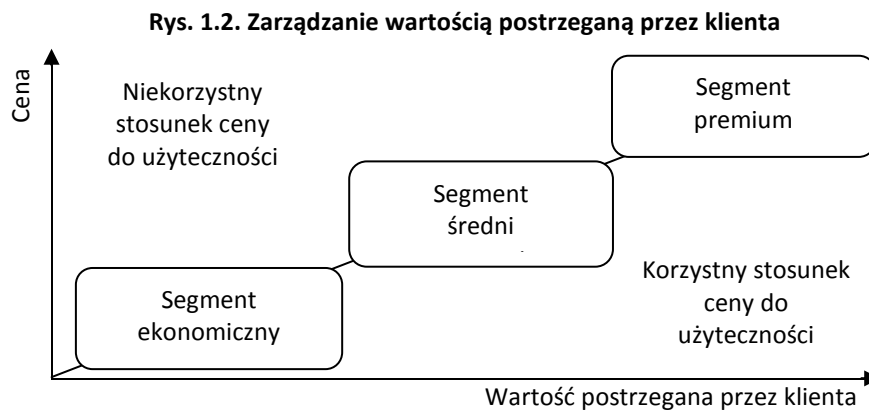 Rys. 1.2. Zarządzanie wartością postrzeganą przez klienta
Cena
Niekorzystny
stosunek ceny
do użyteczności
Segment
premium
Segment
średni
Segment
ekonomiczny
Korzystny stosunek
ceny do
użyteczności
Wartość postrzegana przez klienta